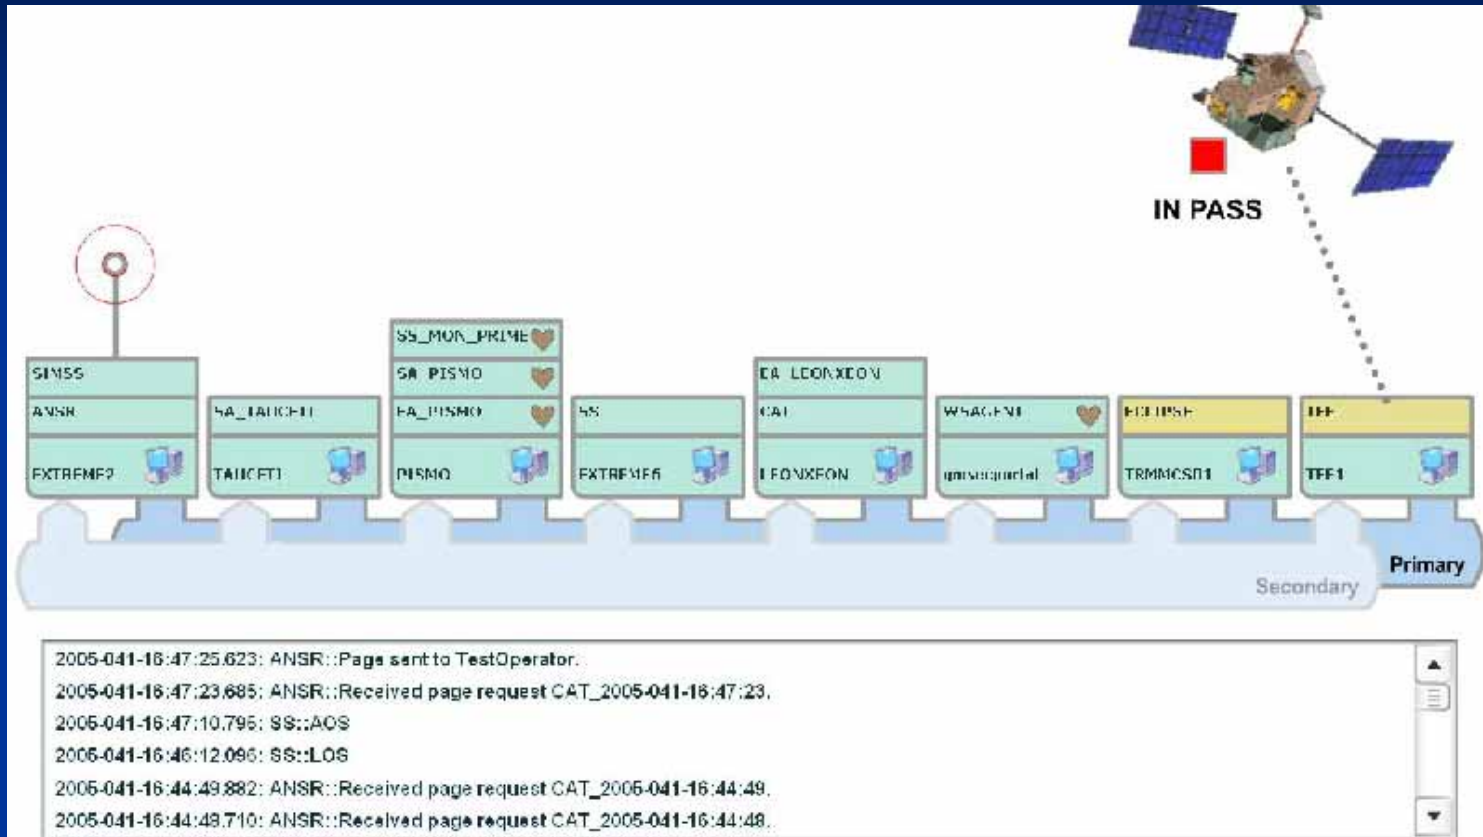 IN PASS
SS_MON_PRIME
SIMSS
SA_PISMO
EA_LEONXEON
ANSR
SA_TAUCETI
EA_PISMO
SS
CAT
WSAGENT
ECLIPSE
EXTREME2
TAUCETI
PISMO
EXTREME6
LEONXEON
gmsecportal
TRMMCS01
Primary
Secondary
2005-041-16:47:25.623: ANSR::Page sent to TestOperator.
2005-041-16:47:23.685: ANSR::Received page request CAT_2005-041-16:47:23.
2005-041-16:47:10.795: SS::AOS
2005-041-16:46:12.096: SS::LOS
2005-041-16:44:49.882: ANSR::Received page request CAT_2005-041-16:44:49.
2005-041-16:44:48.710: ANSR::Received page request CAT_2005-041-16:44:48.